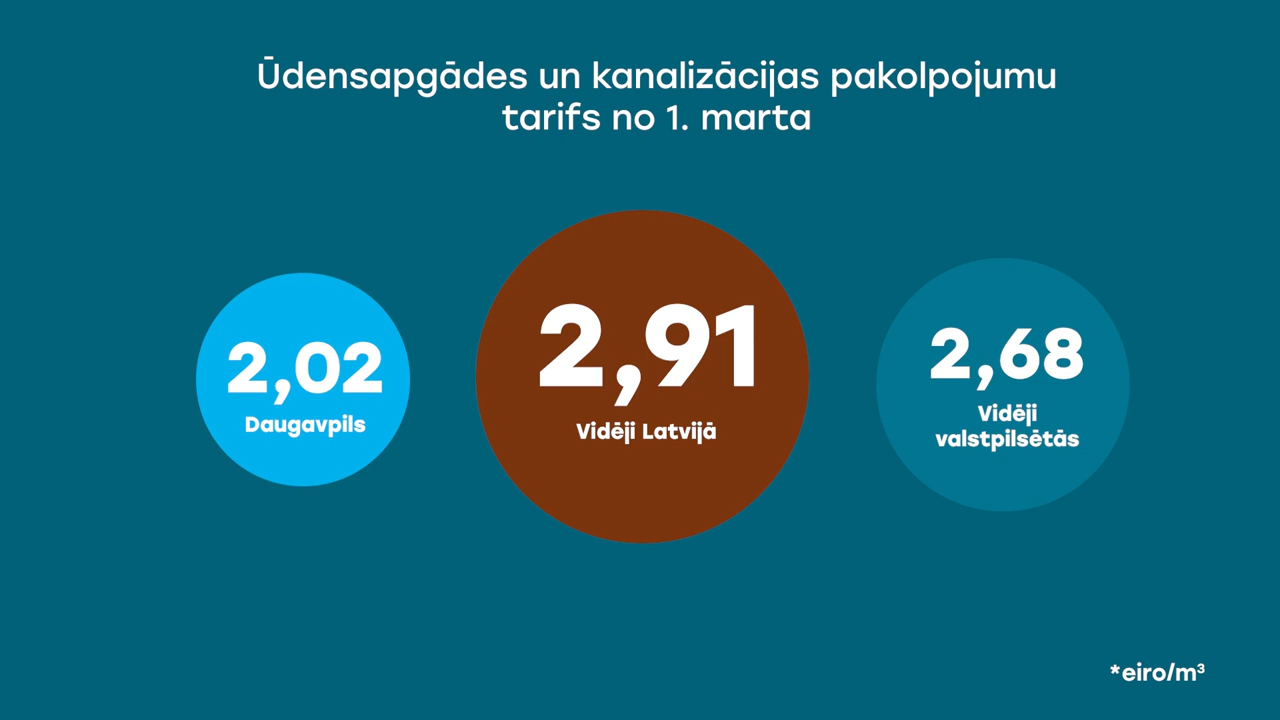 Ūdensapgādes un kanalizācijas pakolpojumu
tarifs no 1. marta
2,02
Daugavpils
2,91
Vidēji Latvijā
2,68
Vidēji
valstpilsētās
*eiro/m³